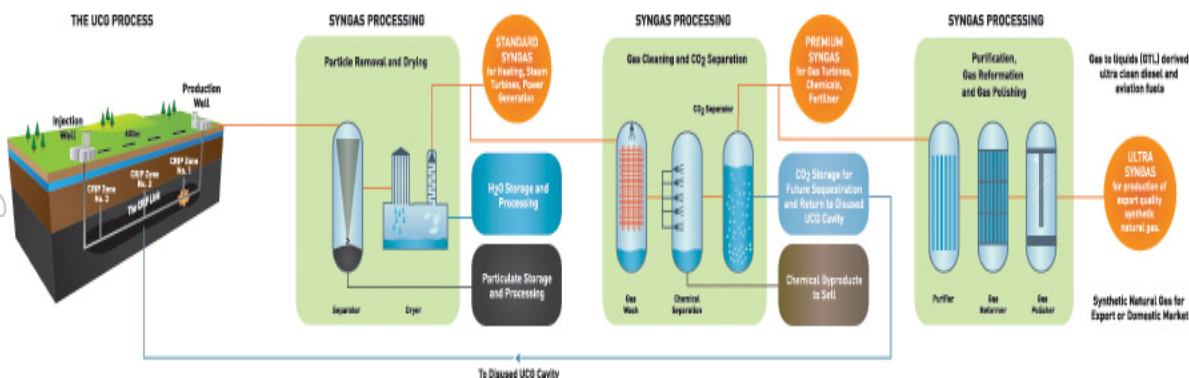 THE UCG PROCESS
Production
Well
Injection
Well
600m
CRIP Zone
No. 1
CRIP Zone
No. 2
CRIP Zone
No. 3
The CRIP Link
SYNGAS PROCESSING
Particle Removal and Drying
Separator
Dryer
STANDARD
SYNGAS
for Heating, Steam
Turbines, Power
Generation
H2O Storage and
Processing
Particulate Storage
and Processing
SYNGAS PROCESSING
Gas Cleaning and CO2 Separation
CO2 Separator
Gas
Wash
Chemical
Separation
PREMIUM
SYNGAS
for Gas Turbines,
Chemicals,
Fertiliser
CO2 Storage for
Future Sequestration
and Return to Disused
UCG Cavity
Chemical Byproducts
to Sell
SYNGAS PROCESSING
Purification,
Gas Reformation
and Gas Polishing
Purifier
Gas
Reformer
Gas
Polisher
Gas to liquids (GTL) derived
ultra clean diesel and
aviation fuels
ULTRA
SYNGAS
for production of
export quality
synthetic
natural gas.
Synthetic Natural Gas for
Export or Domestic Market
To Disused UCG Cavity